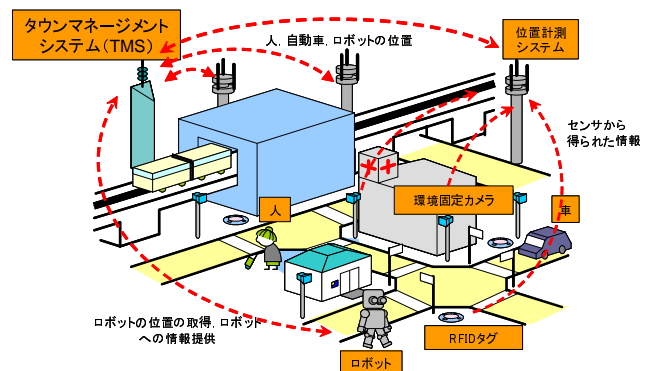 タウンマネージメント
システム(TMS)
人，自動車，ロボットの位置
位置計測
システム
センサから
得られた情報
環境固定カメラ
人
車
ロボットの位置の取得，ロボット
への情報提供
RFIDタグ
ロボット